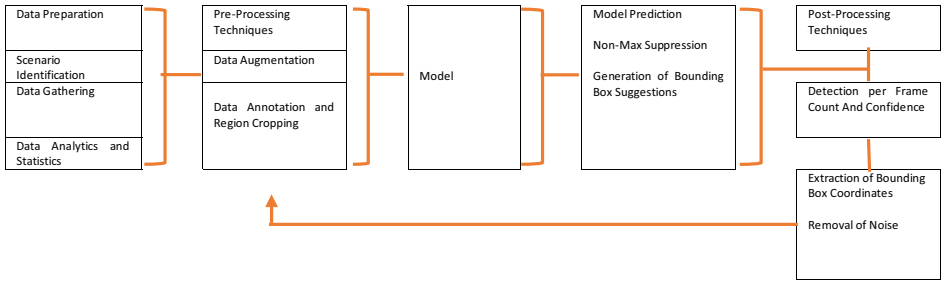 Data Preparation
Scenario
Identification
Data Gathering
Data Analytics and
Statistics
Pre-Processing
Techniques
Data Augmentation
Data Annotation and
Region Cropping
Model
Model Prediction
Non-Max Suppression
Generation of Bounding
Box Suggestions
Post-Processing
Techniques
Detection per Frame
Count And Confidence
Extraction of Bounding
Box Coordinates
Removal of Noise